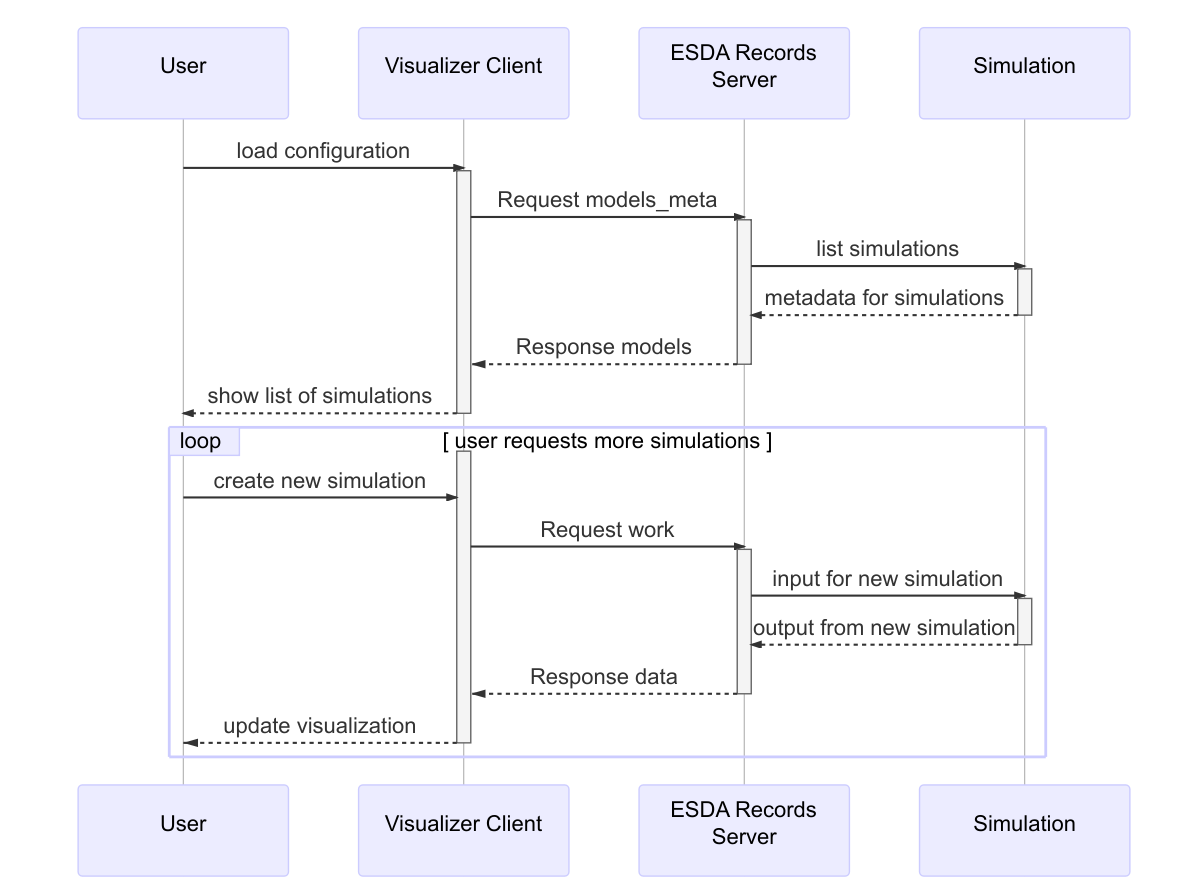 User
Visualizer Client
ESDA Records
Server
Simulation
load configuration
Request models_meta
list simulations
metadata for simulations
Response models
show list of simulations
loop
[ user requests more simulations ]
create new simulation
Request work
input for new simulation
output from new simulation
Response data
update visualization
User
Visualizer Client
ESDA Records
Server
Simulation